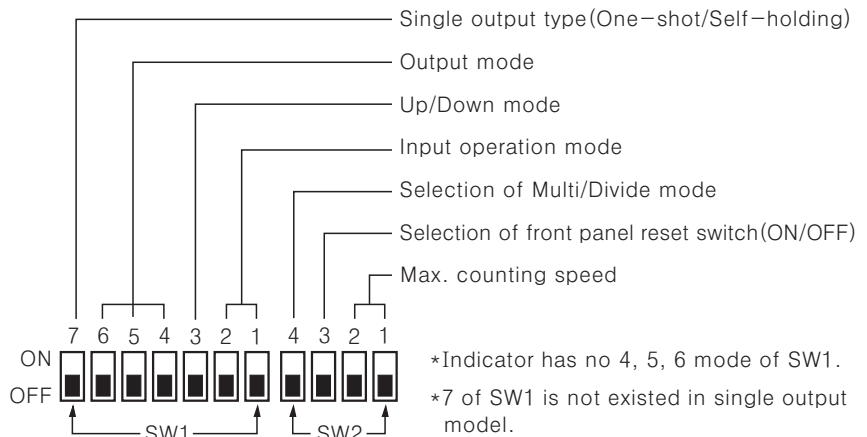 Single output type(One-shot/Self-holding)
Output mode
Up/Down mode
Input operation mode
Selection of Multi/Divide mode
Selection of front panel reset switch(ON/OFF)
Max. counting speed
7 6 5 4 3 2 1 4 3 2 1
ON
OFF
SW1
SW2
*Indicator has no 4, 5, 6 mode of SW1.
*7 of SW1 is not existed in single output
model.